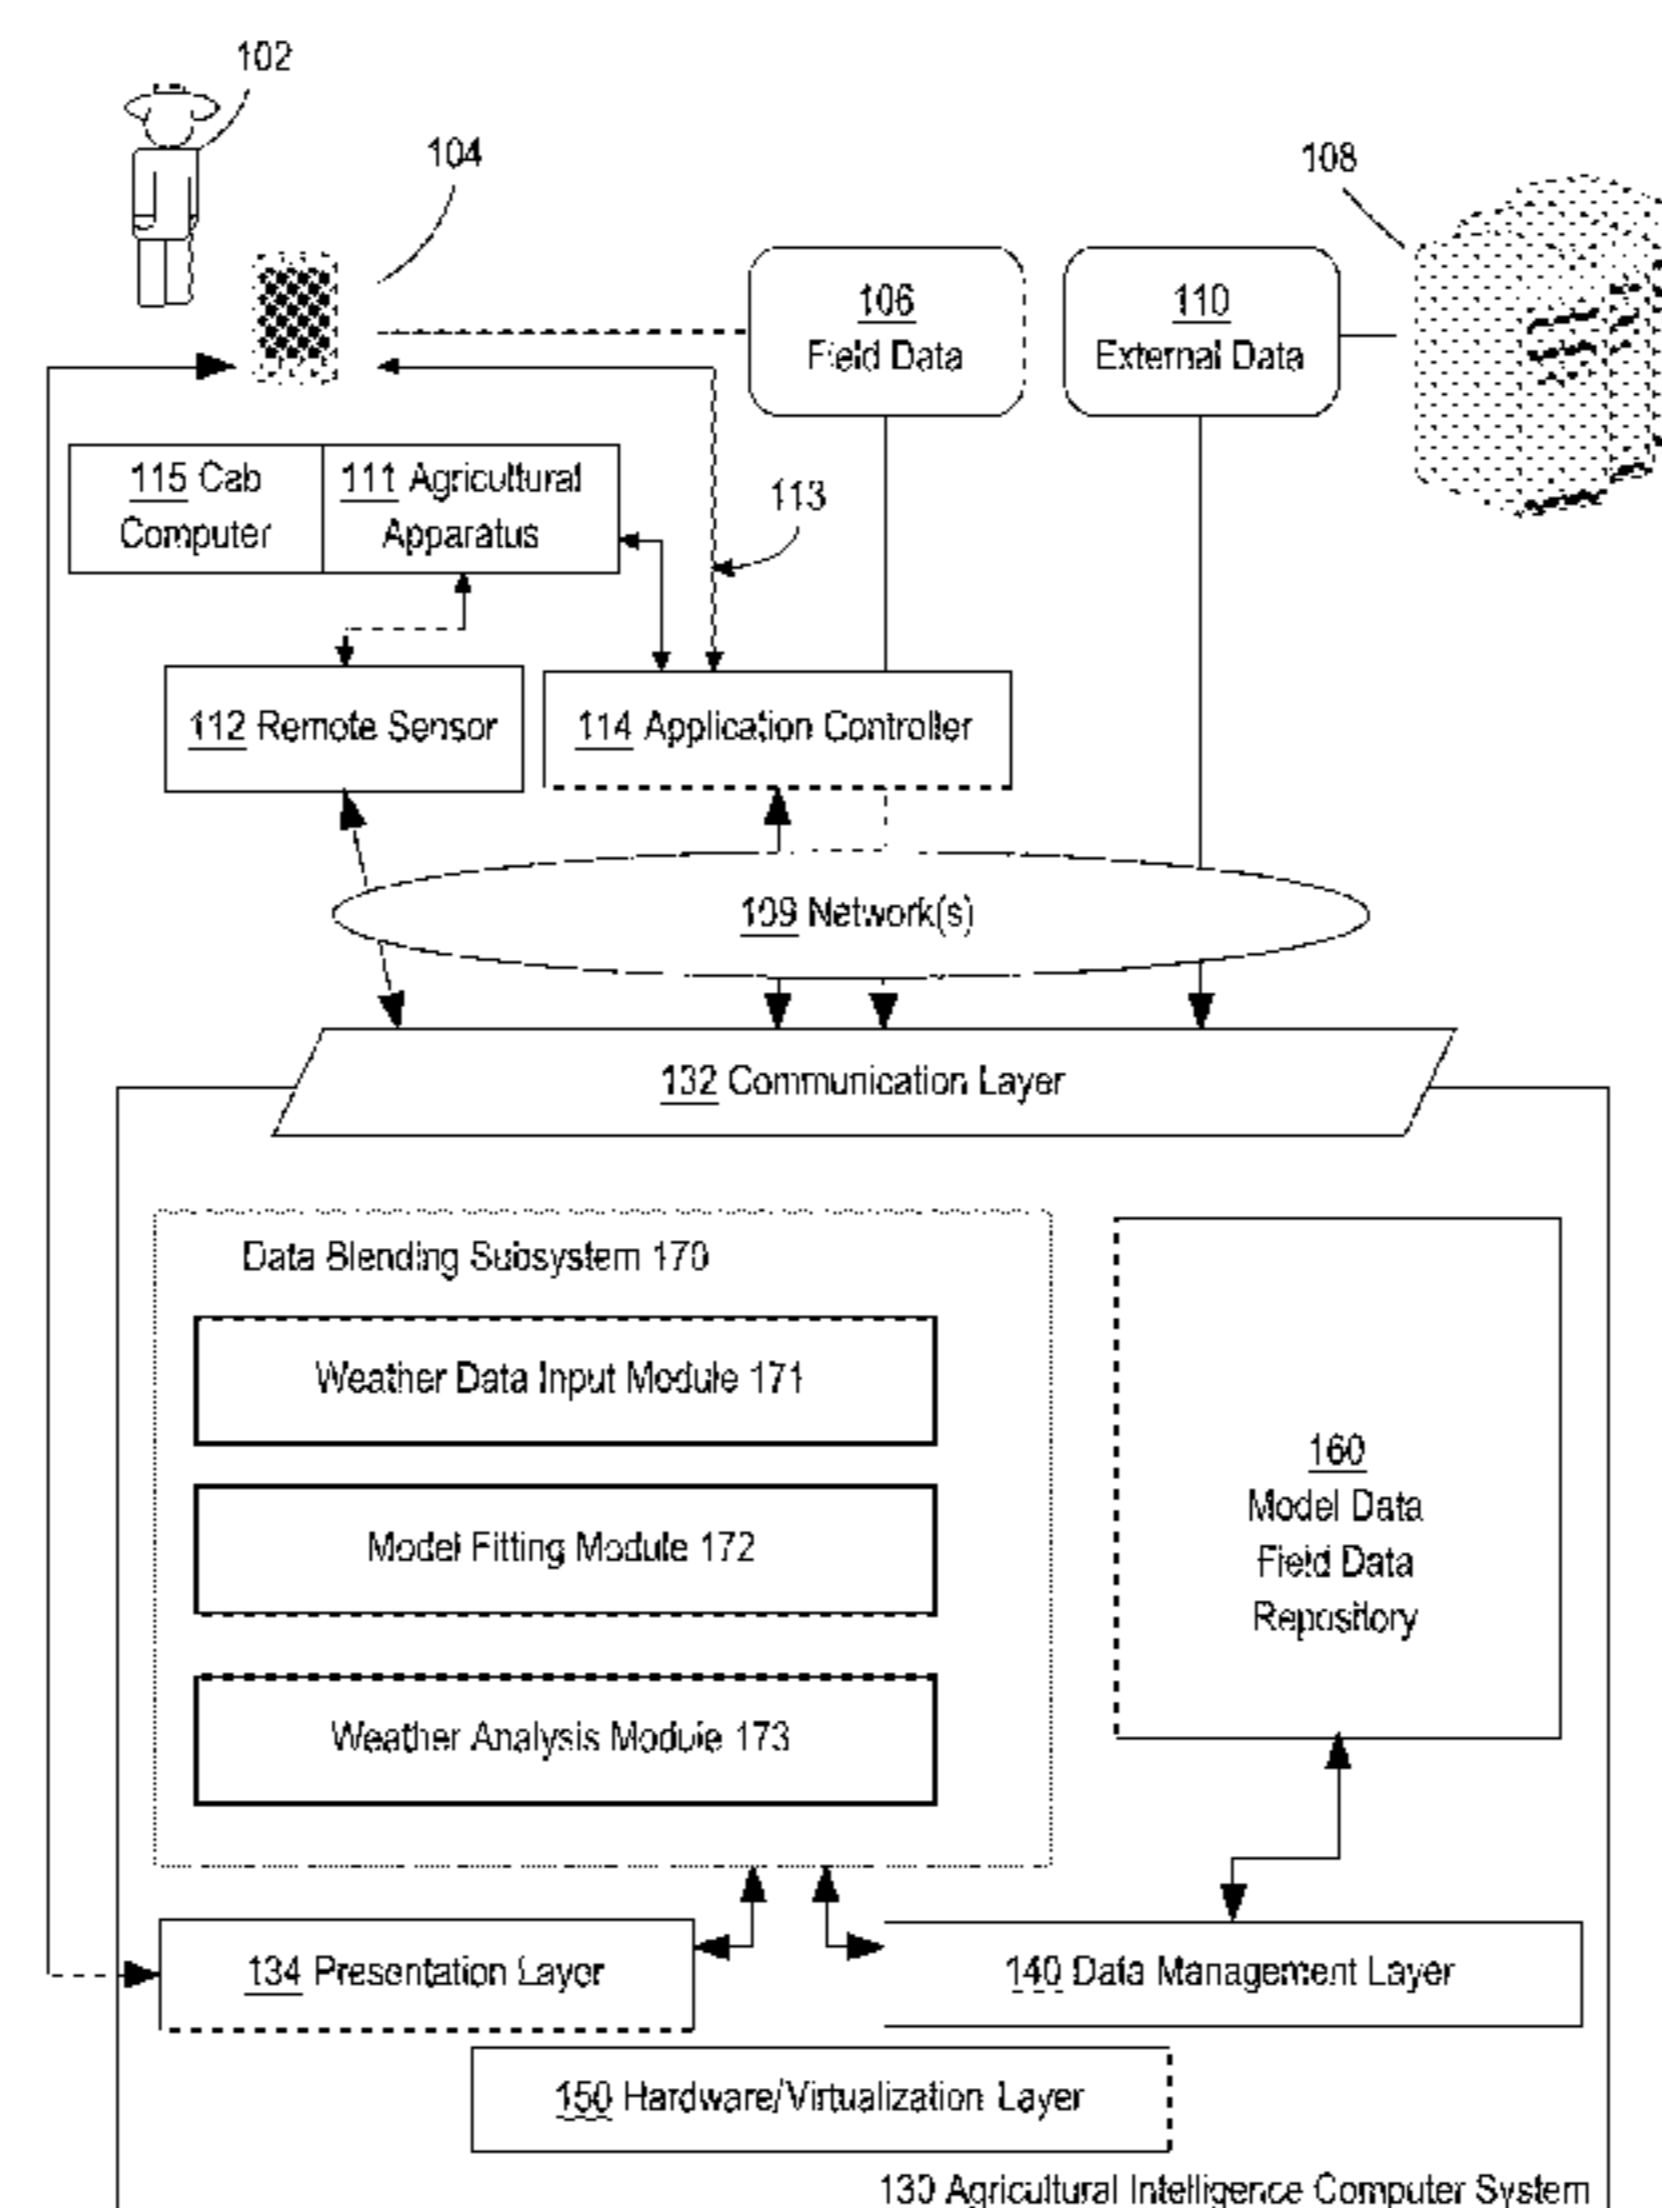 102
104
108
106
Field Data
110
External Data
115 Cab
Computer
111 Agricultural
Apparatus
113
112 Remote Sensor
114 Application Controller
109 Network(s)
132 Communication Layer
Data Blending Subsystem 170
Weather Data Input Module 171
Model Fitting Module 172
Weather Analysis Module 173
160
Model Data
Field Data
Repository
134 Presentation Layer
140 Data Management Layer
150 Hardware/Virtualization Layer
130 Agricultural Intelligence Computer System